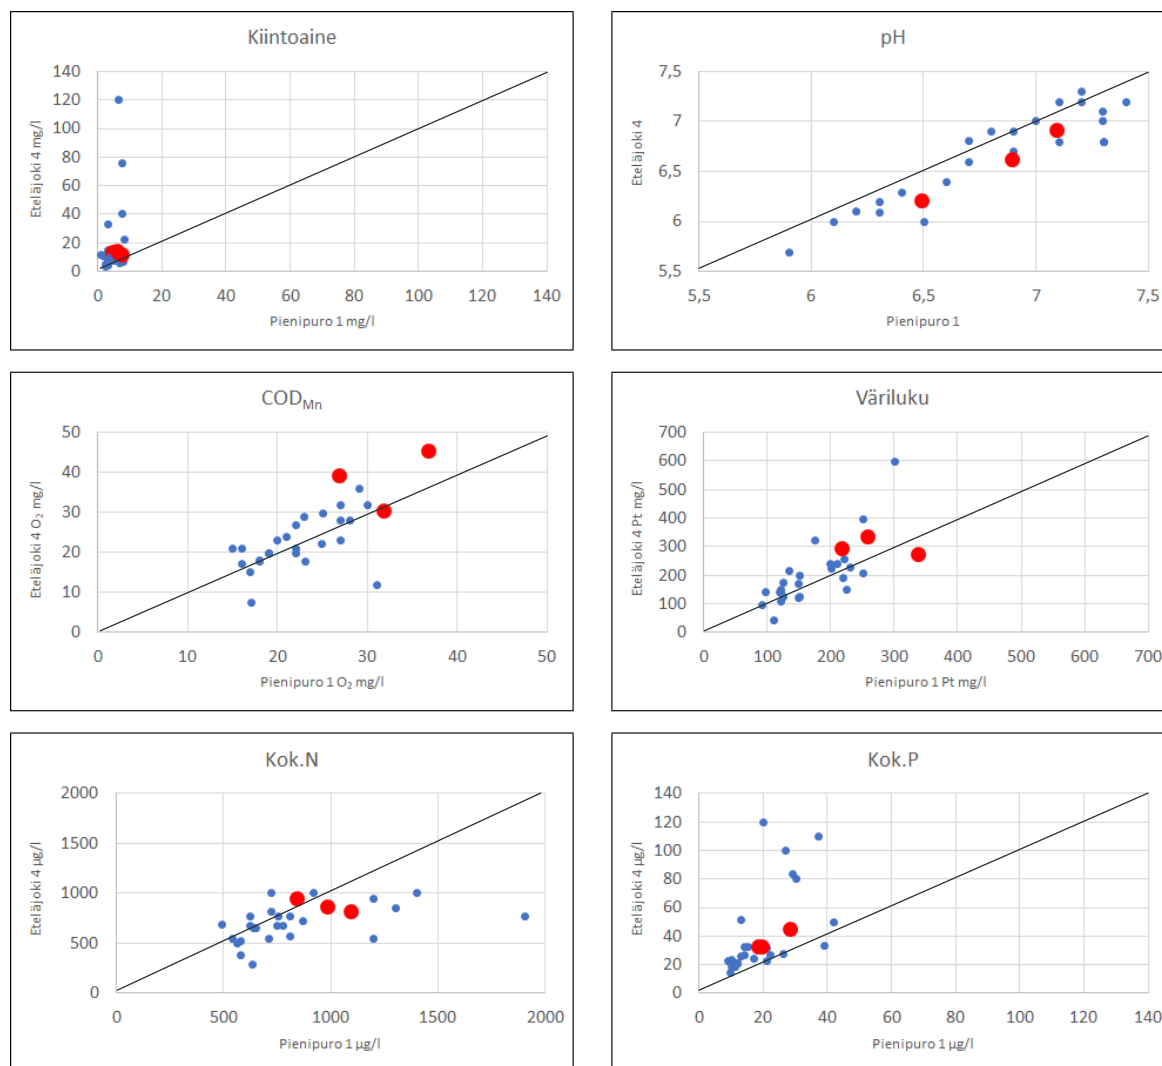 Kiintoaine
Eteläjoki 4 mg/l
140
120
100
80
60
40
20
0
0 20 40 60 80 100 120 140
Pienipuro 1 mg/l
pH
Eteläjoki 4
7,5
7
6,5
6
5,5
5,5 6 6,5 7 7,5
Pienipuro 1
COD_Mn
Eteläjoki 4 O₂ mg/l
50
40
30
20
10
0
0 10 20 30 40 50
Pienipuro 1 O₂ mg/l
Väriluku
Eteläjoki 4 Pt mg/l
700
600
500
400
300
200
100
0
0 100 200 300 400 500 600 700
Pienipuro 1 Pt mg/l
Kok.N
Eteläjoki 4 µg/l
2000
1500
1000
500
0
0 500 1000 1500 2000
Pienipuro 1 µg/l
Kok.P
Eteläjoki 4 µg/l
140
120
100
80
60
40
20
0
0 20 40 60 80 100 120 140
Pienipuro 1 µg/l